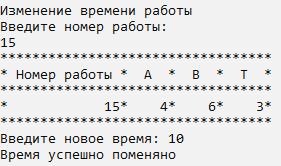 Изменение времени работы
Введите номер работы:
15
**********************************
* Номер работы *  A  *  B  *  T  *
**********************************
*            15*    4*    6*    3*
**********************************
Введите новое время: 10
Время успешно поменяно